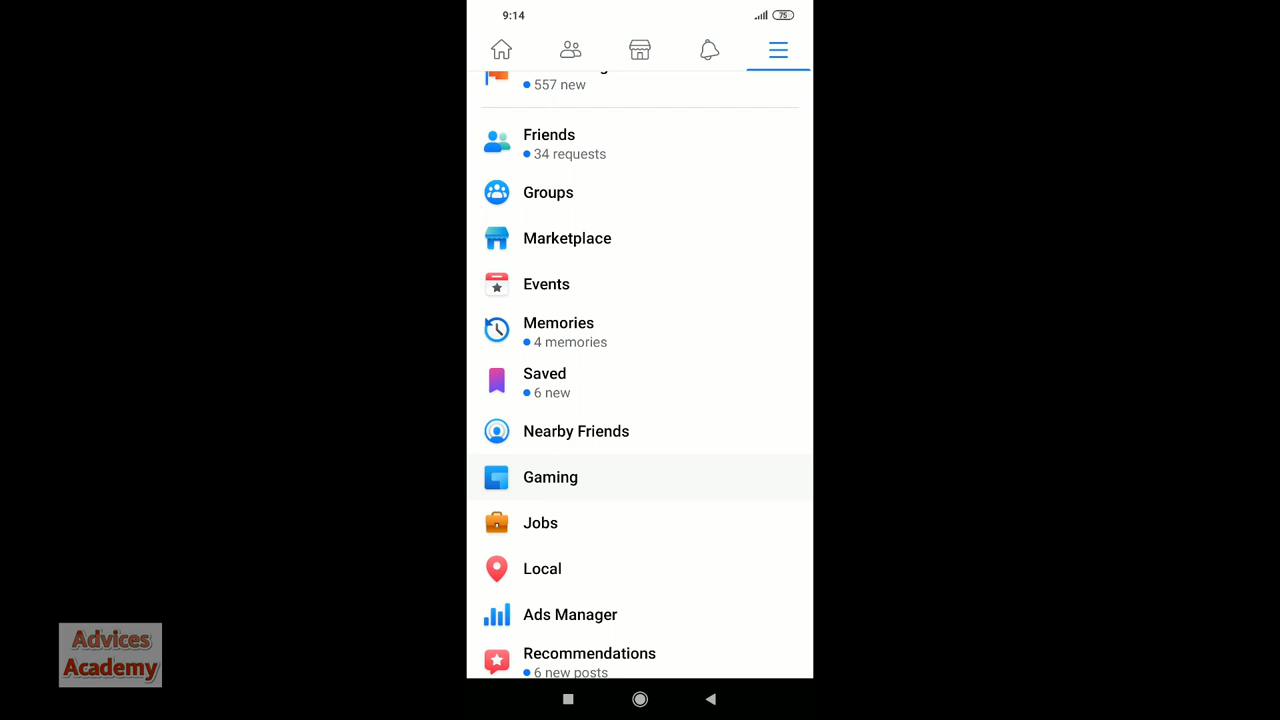 9:14
75
557 new
Friends
34 requests
Groups
Marketplace
Events
Memories
4 memories
Saved
6 new
Nearby Friends
Gaming
Jobs
Local
Ads Manager
Recommendations
6 new posts
Advices
Academy